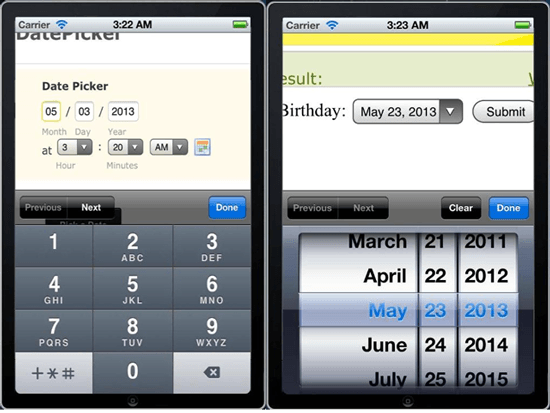 Carrier 3:22 AM
DatePicker
Date Picker
05 / 03 / 2013
Month Day Year
at 3 : 20 AM
Hour Minutes
Previous Next Done
Pick a Date
1 2 3
ABC DEF
4 5 6
GHI JKL MNO
7 8 9
PQRS TUV WXYZ
+*# 0
Carrier 3:23 AM
esult:
Birthday: May 23, 2013 Submit
Previous Next Clear Done
March 21 2011
April 22 2012
May 23 2013
June 24 2014
July 25 2015